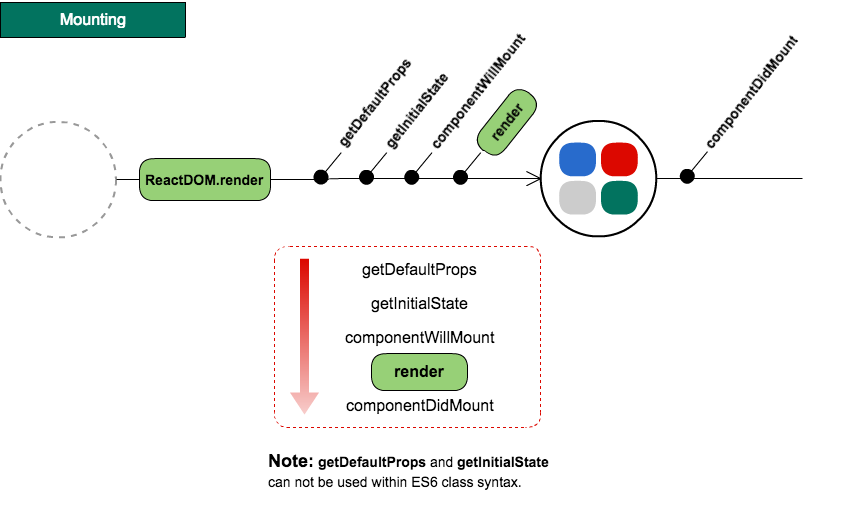 Mounting
ReactDOM.render
getDefaultProps
getInitialState
componentWillMount
render
componentDidMount
getDefaultProps
getInitialState
componentWillMount
render
componentDidMount
Note: getDefaultProps and getInitialState
can not be used within ES6 class syntax.